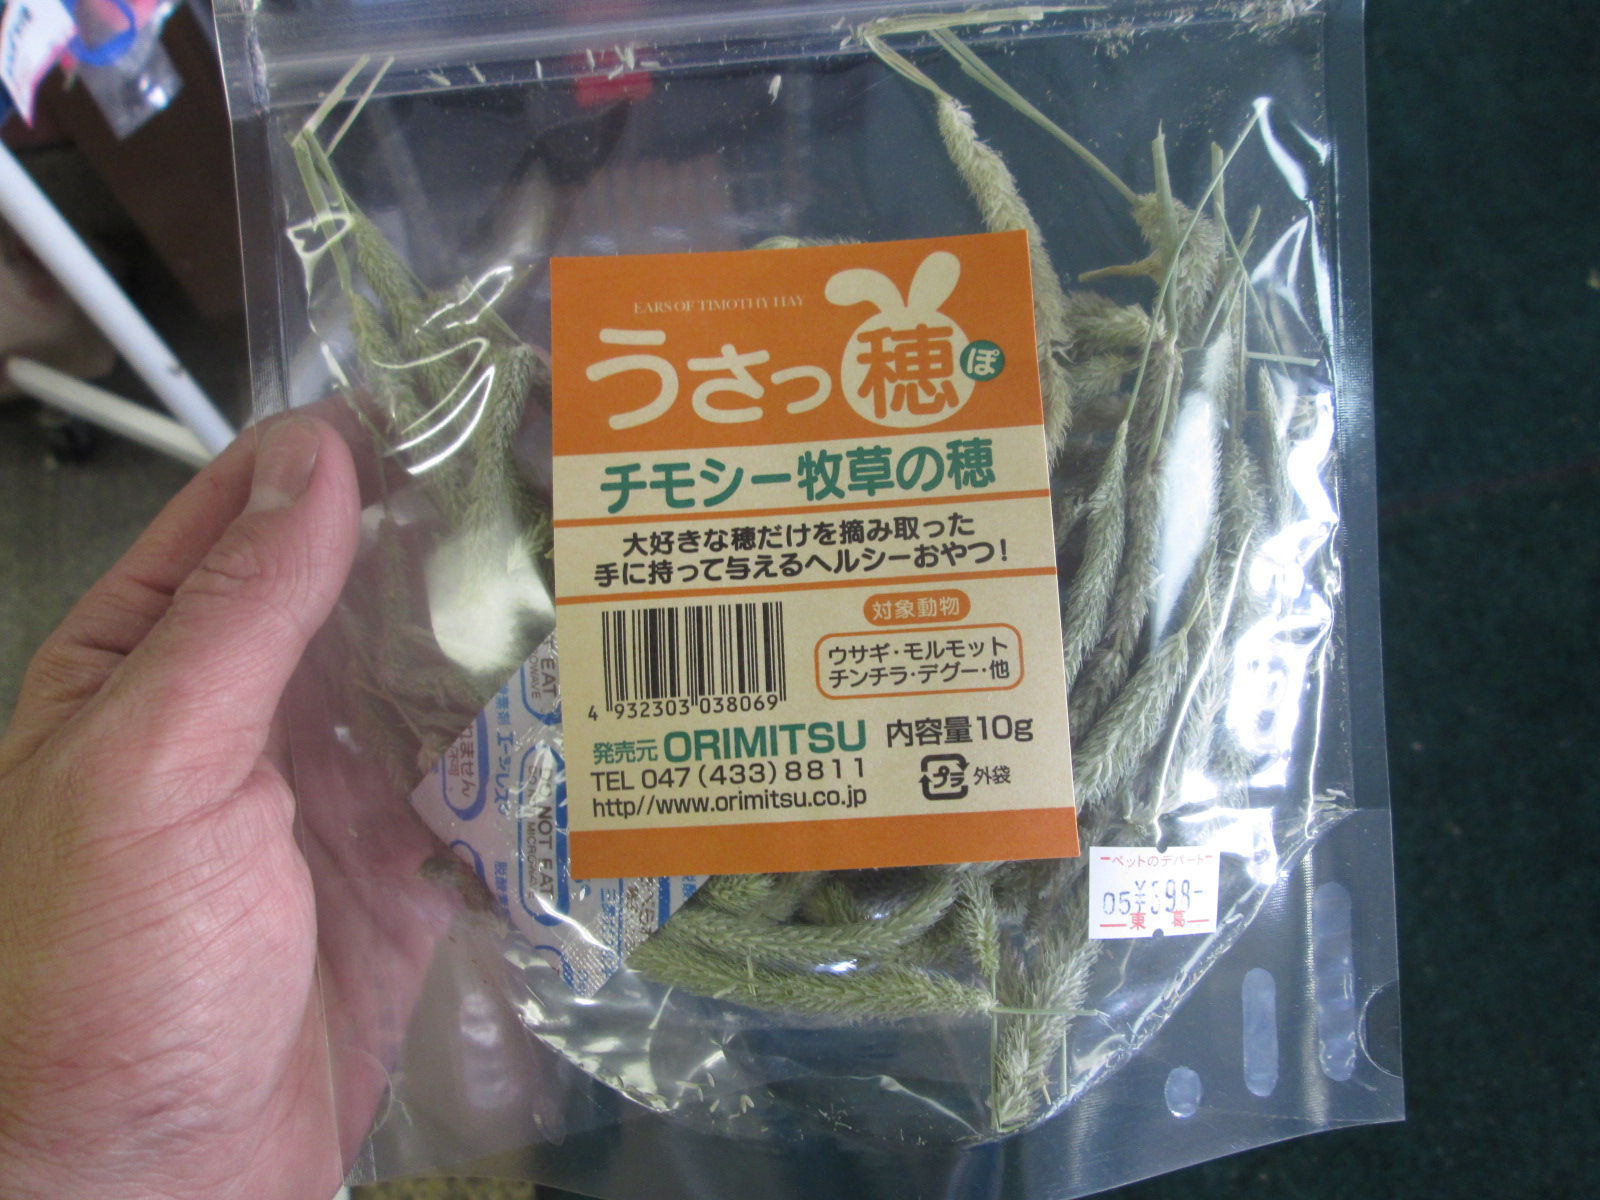 EARS OF TIMOTHY HAY
うさっ穂
ぽ
チモシー牧草の穂
大好きな穂だけを摘み取った
手に持って与えるヘルシーおやつ！
対象動物
ウサギ・モルモット
チンチラ・デグー・他
4 932303 038069
発売元 ORIMITSU
内容量10g
TEL 047 (433) 8811
http//www.orimitsu.co.jp
プラ 外袋
ペットのデパート
05 ¥398-
東 葛
DO NOT EAT